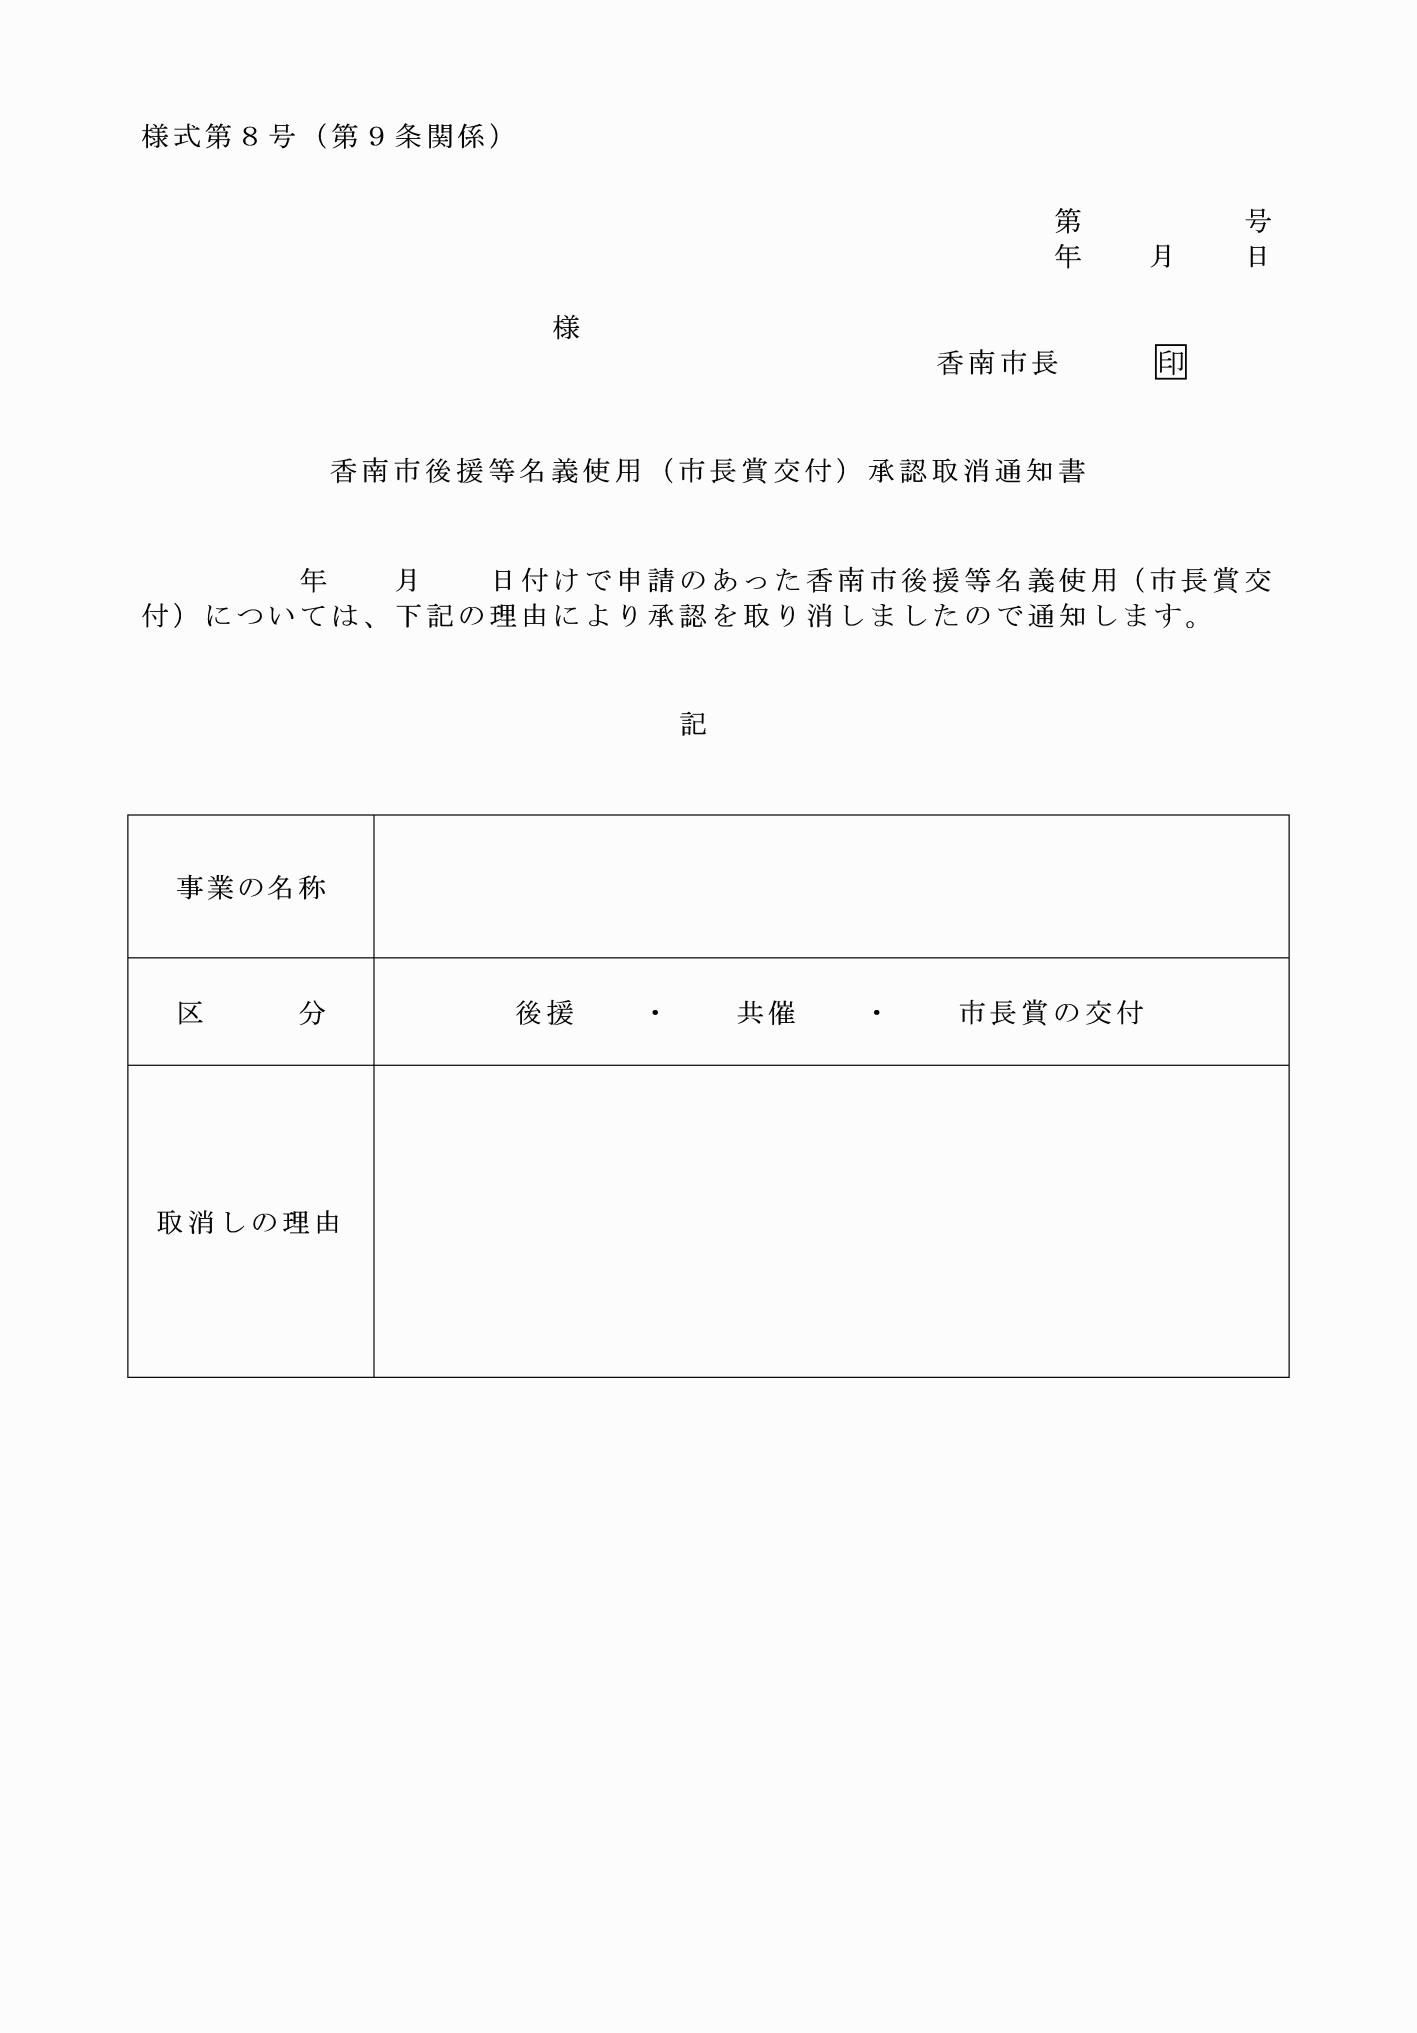 様式第８号（第９条関係）
第　　　　　号
年　　月　　日
様
香南市長　　　印
香南市後援等名義使用（市長賞交付）承認取消通知書
年　　月　　日付けで申請のあった香南市後援等名義使用（市長賞交
付）については、下記の理由により承認を取り消しましたので通知します。
記
事業の名称
区　　　分　　後援　　・　　共催　　・　　市長賞の交付
取消しの理由